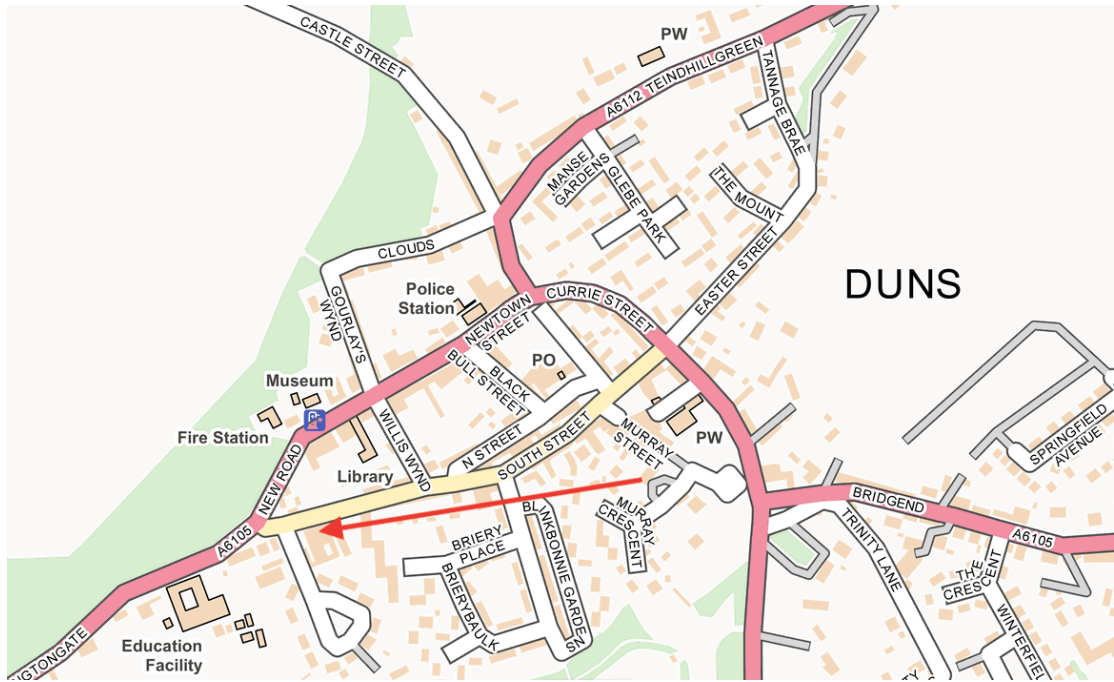 CASTLE STREET
PW
A6112 TEINDHILLGREEN
TANNAGE BRAE
MANSE
GARDENS
GLEBE PARK
THE MOUNT
CLOUDS
EASTER STREET
DUNS
Police
Station
GOURLAY'S
WYND
NEWTOWN
STREET
CURRIE STREET
BLACK
BULL STREET
PO
Museum
Fire Station
NEW ROAD
WILLIS WYND
Library
N STREET
SOUTH STREET
MURRAY
STREET
PW
SPRINGFIELD
AVENUE
MURRAY
CRESCENT
BRIDGEND
A6105
A6105
BLINKBONNIE GARDENS
BRIERY
PLACE
BRIERYBAULK
TRINITY LANE
THE
CRESCENT
WINTERFIEL
Education
Facility
NGTONGATE
TY